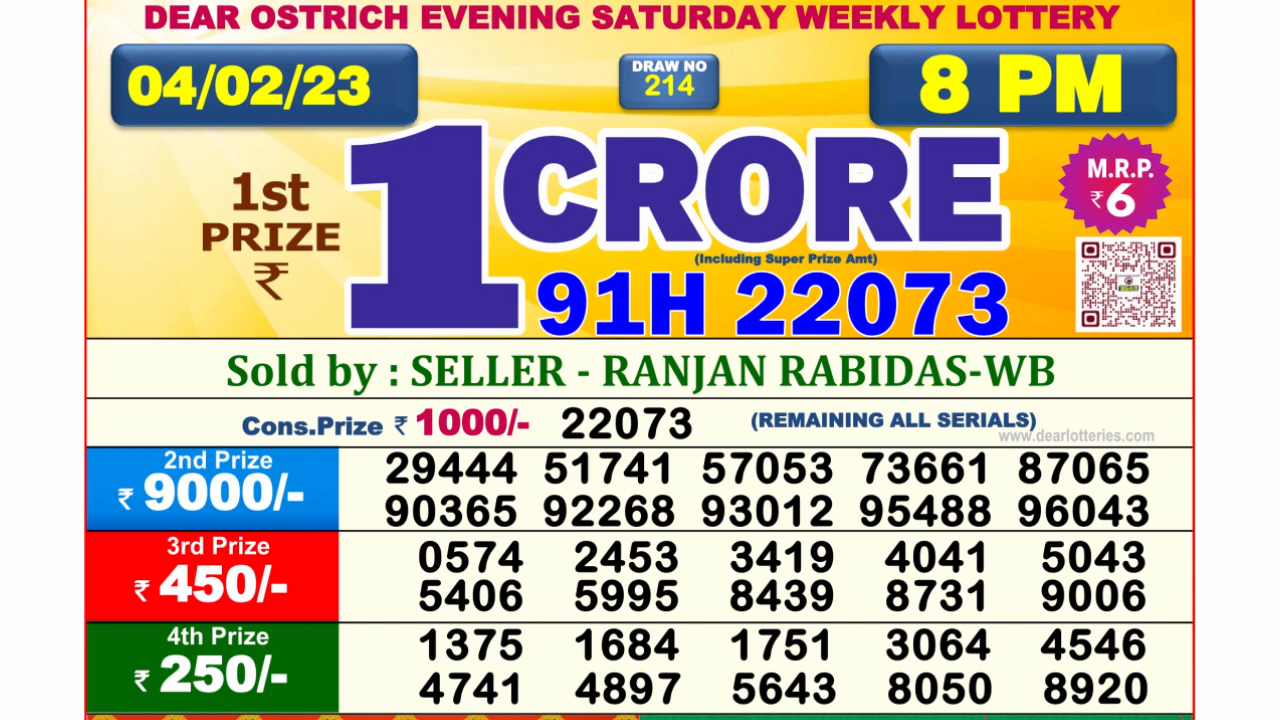 DEAR OSTRICH EVENING SATURDAY WEEKLY LOTTERY
04/02/23
DRAW NO
214
8 PM
1st
PRIZE
₹
1 CRORE
(Including Super Prize Amt)
91H 22073
M.R.P.
₹ 6
Sold by : SELLER - RANJAN RABIDAS-WB
Cons.Prize ₹ 1000/- 22073 (REMAINING ALL SERIALS)
www.dearlotteries.com
2nd Prize
₹ 9000/-
29444 51741 57053 73661 87065
90365 92268 93012 95488 96043
3rd Prize
₹ 450/-
0574 2453 3419 4041 5043
5406 5995 8439 8731 9006
4th Prize
₹ 250/-
1375 1684 1751 3064 4546
4741 4897 5643 8050 8920